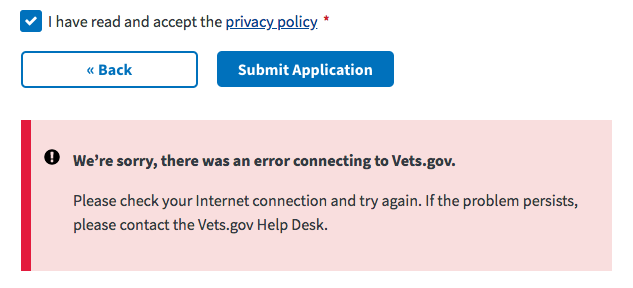 I have read and accept the privacy policy *
« Back
Submit Application
We’re sorry, there was an error connecting to Vets.gov.
Please check your Internet connection and try again. If the problem persists,
please contact the Vets.gov Help Desk.